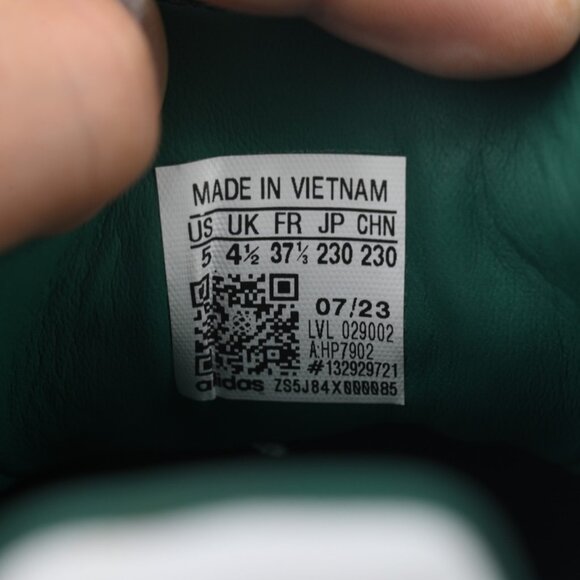 MADE IN VIETNAM
US UK FR JP CHN
5 4½ 37⅓ 230 230
07/23
LVL 029002
A:HP7902
#132929721
adidas ZS5J84X000085